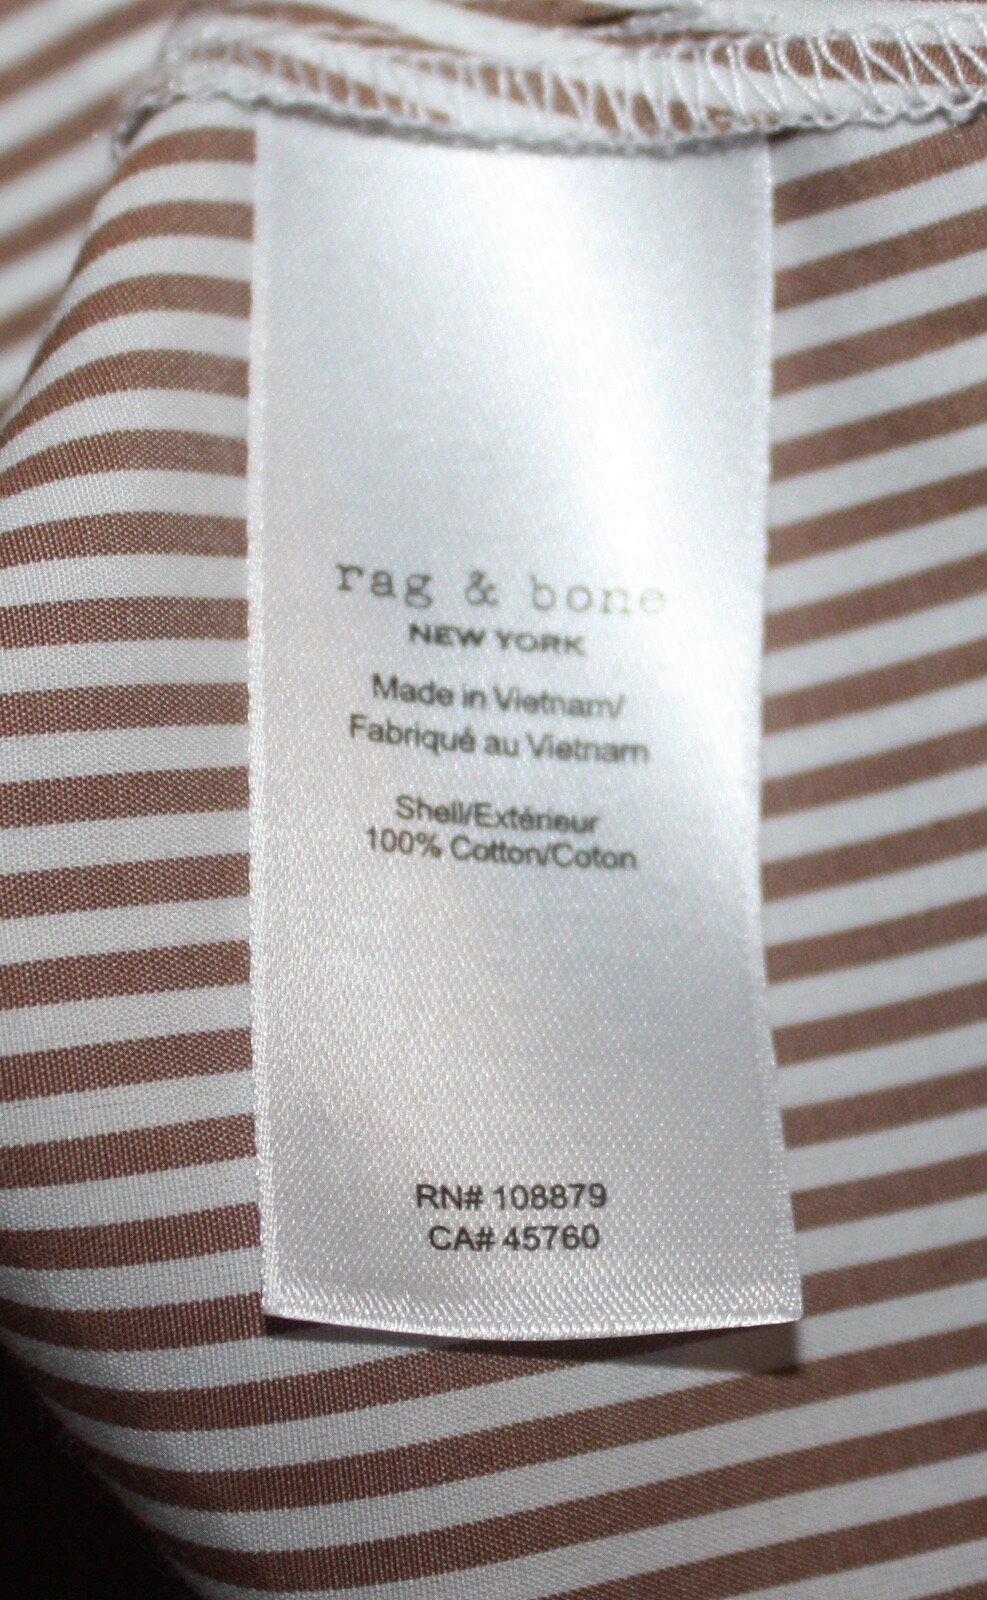 rag & bone
NEW YORK
Made in Vietnam/
Fabriqué au Vietnam
Shell/Extérieur
100% Cotton/Coton
RN# 108879
CA# 45760